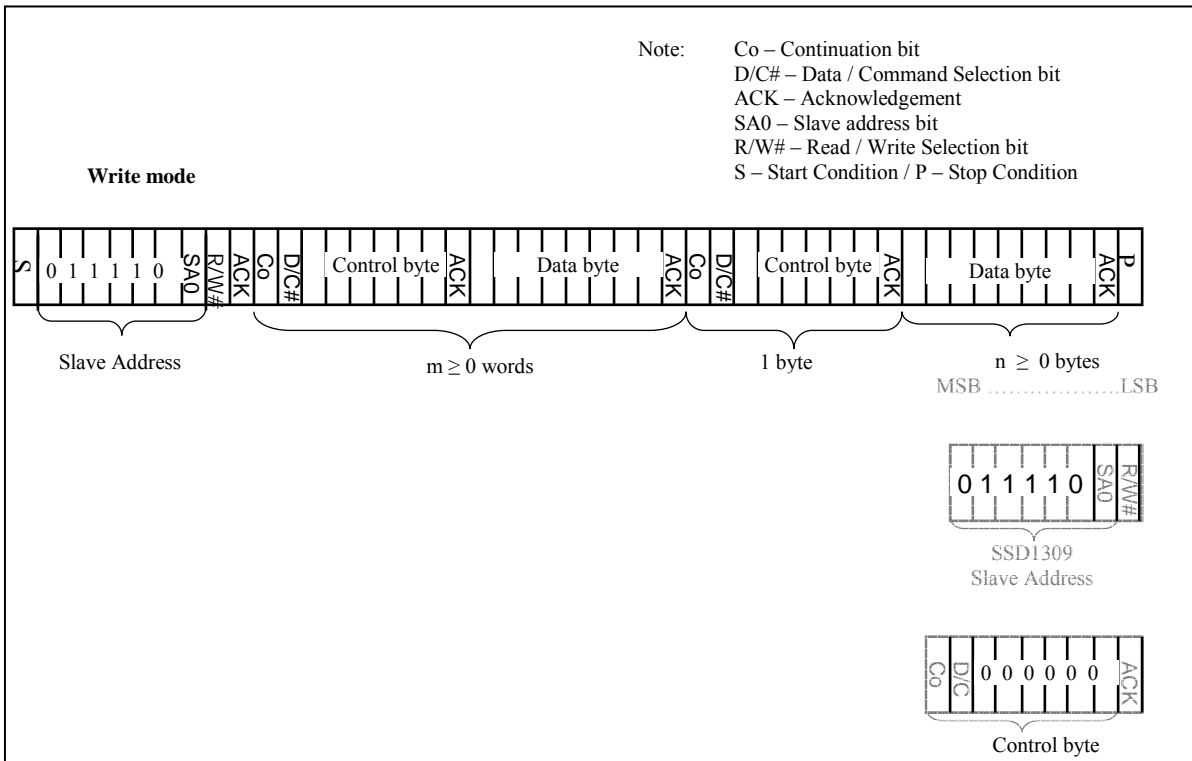 Note: Co – Continuation bit
D/C# – Data / Command Selection bit
ACK – Acknowledgement
SA0 – Slave address bit
R/W# – Read / Write Selection bit
S – Start Condition / P – Stop Condition
Write mode
S 0 1 1 1 1 0 SA0 R/W# ACK Co D/C# Control byte ACK Data byte ACK Co D/C# Control byte ACK Data byte ACK P
Slave Address m ≥ 0 words 1 byte n ≥ 0 bytes
MSB ......................LSB
0 1 1 1 1 0 SA0 R/W#
SSD1309
Slave Address
Co D/C 0 0 0 0 0 0 ACK
Control byte